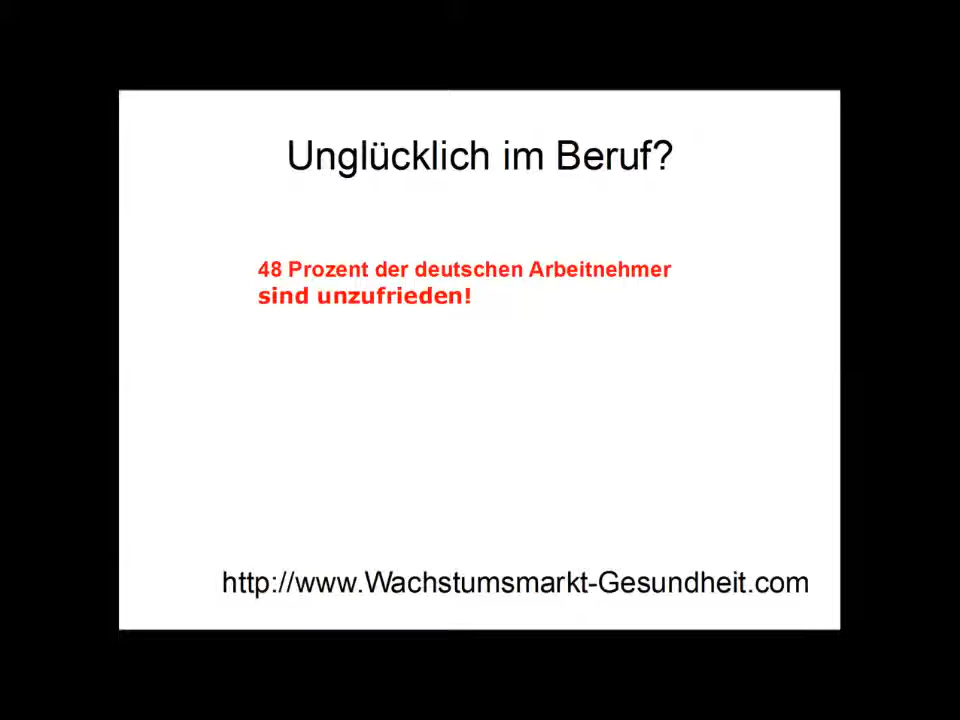 Unglücklich im Beruf?
48 Prozent der deutschen Arbeitnehmer
sind unzufrieden!
http://www.Wachstumsmarkt-Gesundheit.com